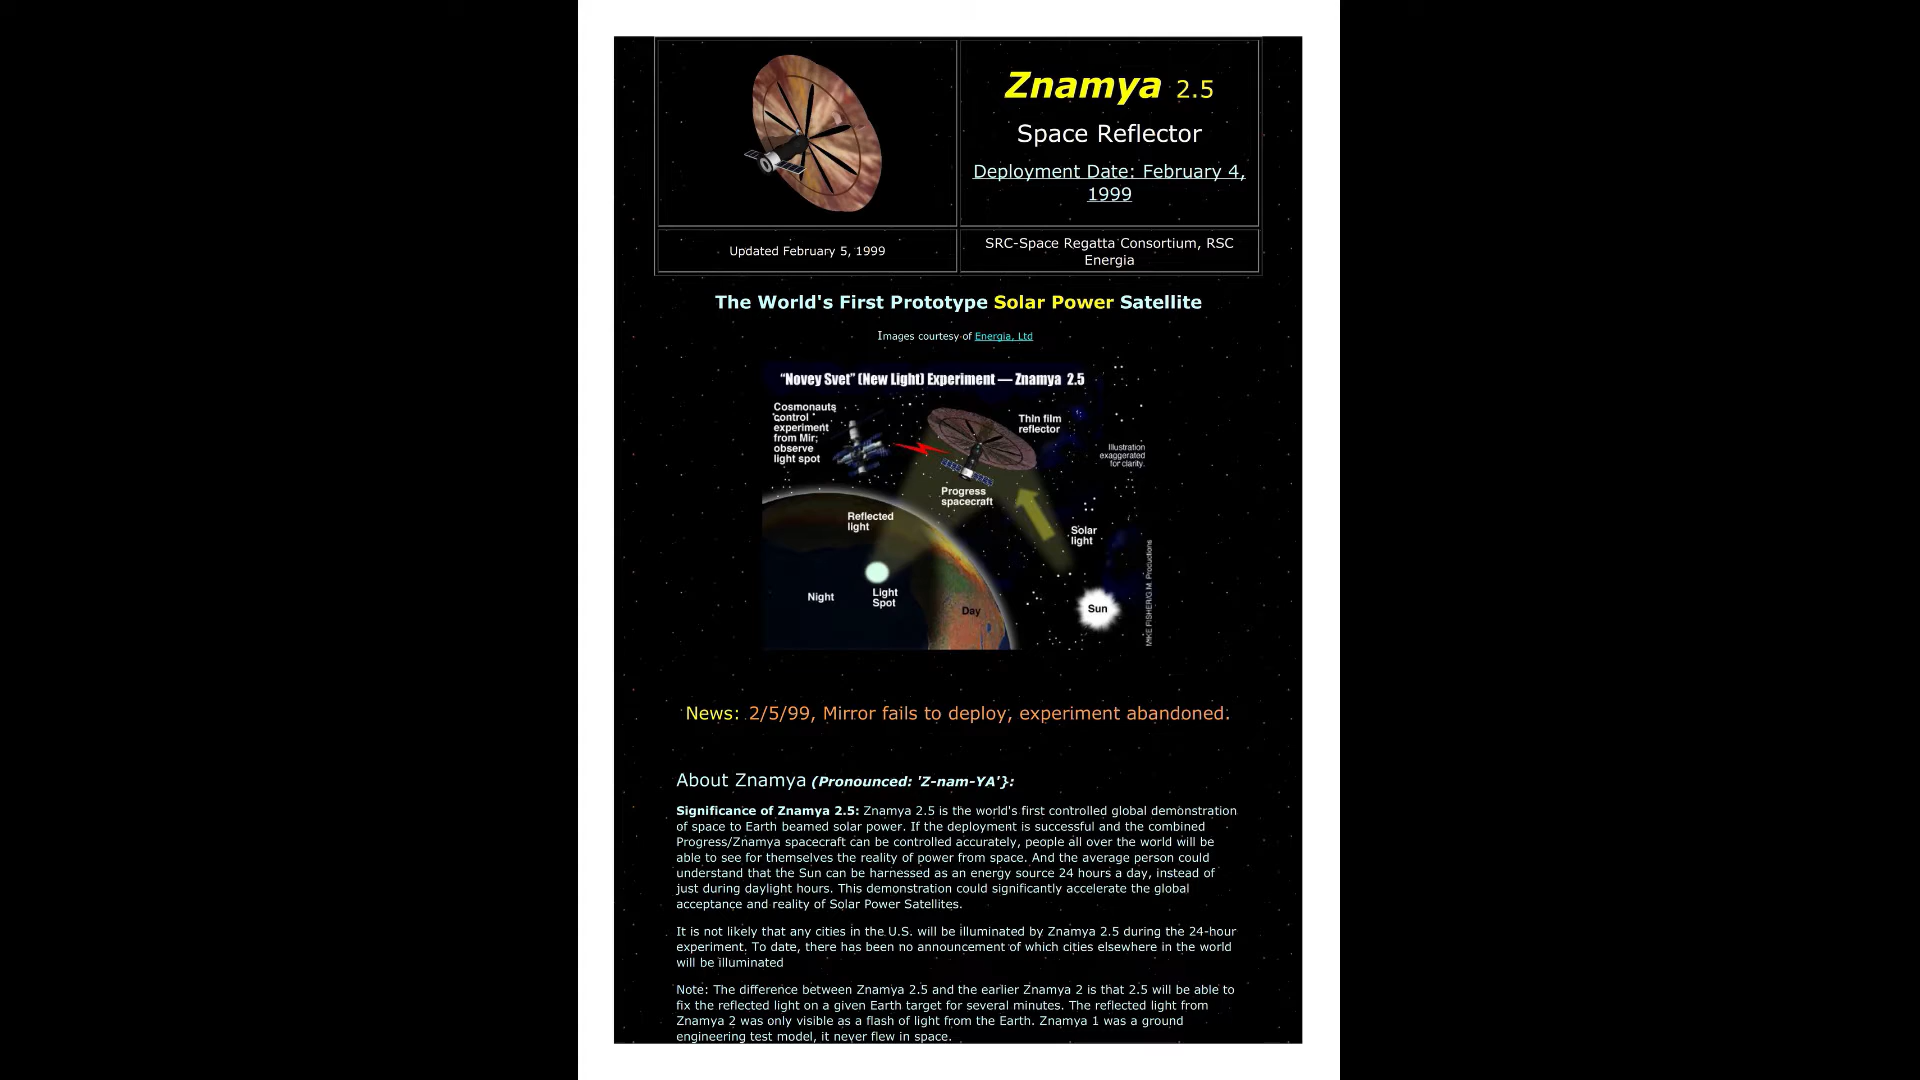 Znamya 2.5
Space Reflector
Deployment Date: February 4,
1999
Updated February 5, 1999
SRC-Space Regatta Consortium, RSC
Energia
The World's First Prototype Solar Power Satellite
Images courtesy of Energia, Ltd
“Novey Svet” (New Light) Experiment — Znamya 2.5
Cosmonauts
control
experiment
from Mir;
observe
light spot
Thin film
reflector
Illustration
exaggerated
for clarity.
Progress
spacecraft
Reflected
light
Solar
light
Night
Light
Spot
Day
Sun
MIKE FISHER/G.M. Productions
News: 2/5/99, Mirror fails to deploy, experiment abandoned.
About Znamya (Pronounced: 'Z-nam-YA'}:
Significance of Znamya 2.5: Znamya 2.5 is the world's first controlled global demonstration
of space to Earth beamed solar power. If the deployment is successful and the combined
Progress/Znamya spacecraft can be controlled accurately, people all over the world will be
able to see for themselves the reality of power from space. And the average person could
understand that the Sun can be harnessed as an energy source 24 hours a day, instead of
just during daylight hours. This demonstration could significantly accelerate the global
acceptance and reality of Solar Power Satellites.
It is not likely that any cities in the U.S. will be illuminated by Znamya 2.5 during the 24-hour
experiment. To date, there has been no announcement of which cities elsewhere in the world
will be illuminated
Note: The difference between Znamya 2.5 and the earlier Znamya 2 is that 2.5 will be able to
fix the reflected light on a given Earth target for several minutes. The reflected light from
Znamya 2 was only visible as a flash of light from the Earth. Znamya 1 was a ground
engineering test model, it never flew in space.